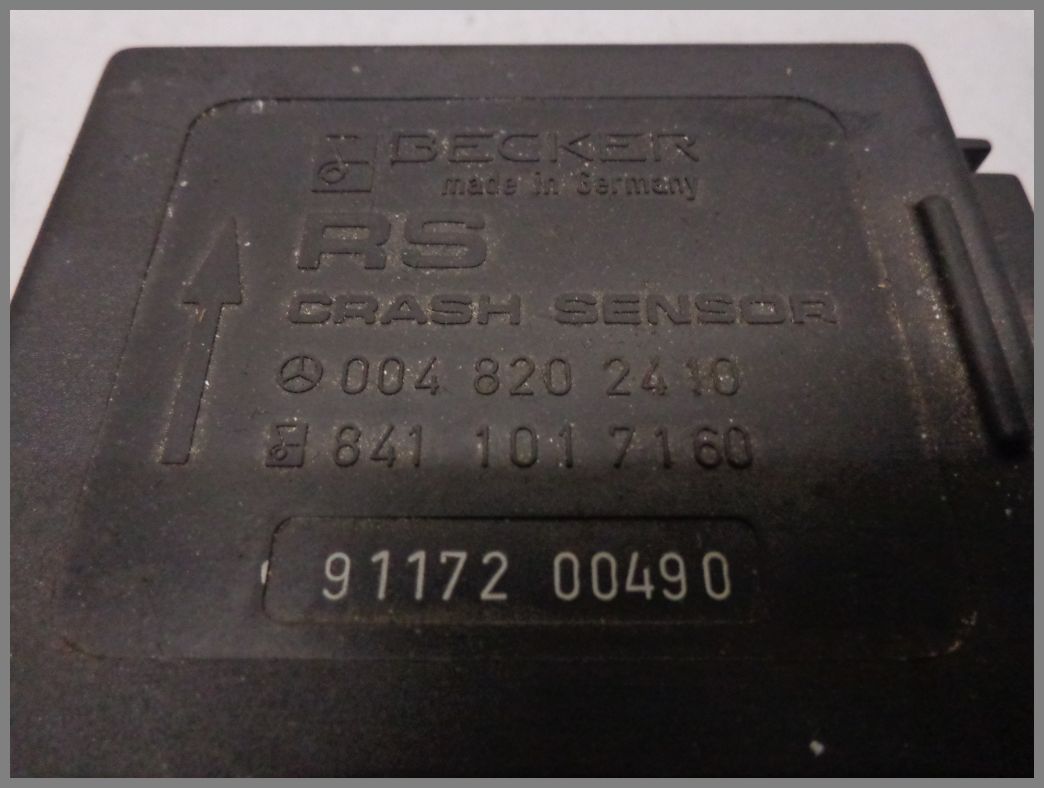 BECKER
made in Germany
RS
CRASH SENSOR
004 820 2410
841 101 7160
91172 00490